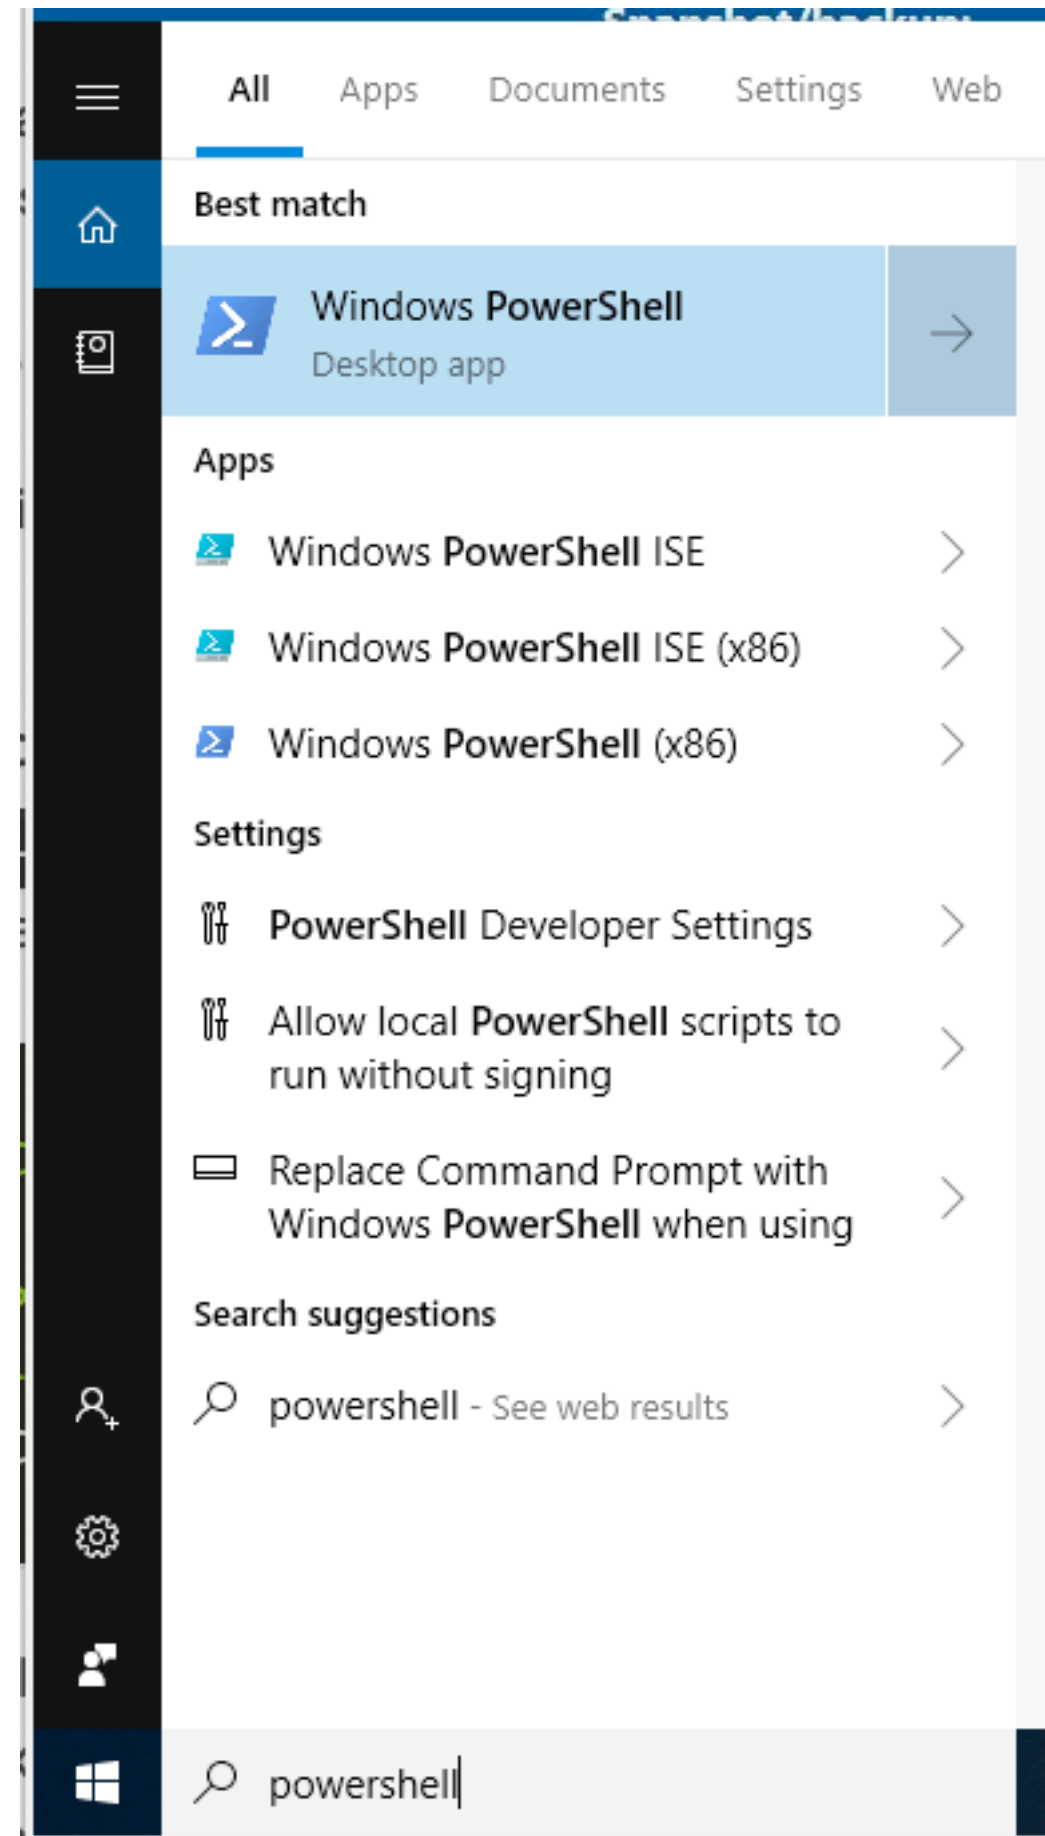 Snapshot/backup:
All Apps Documents Settings Web
Best match
Windows PowerShell
Desktop app
Apps
Windows PowerShell ISE
Windows PowerShell ISE (x86)
Windows PowerShell (x86)
Settings
PowerShell Developer Settings
Allow local PowerShell scripts to
run without signing
Replace Command Prompt with
Windows PowerShell when using
Search suggestions
powershell - See web results
powershell